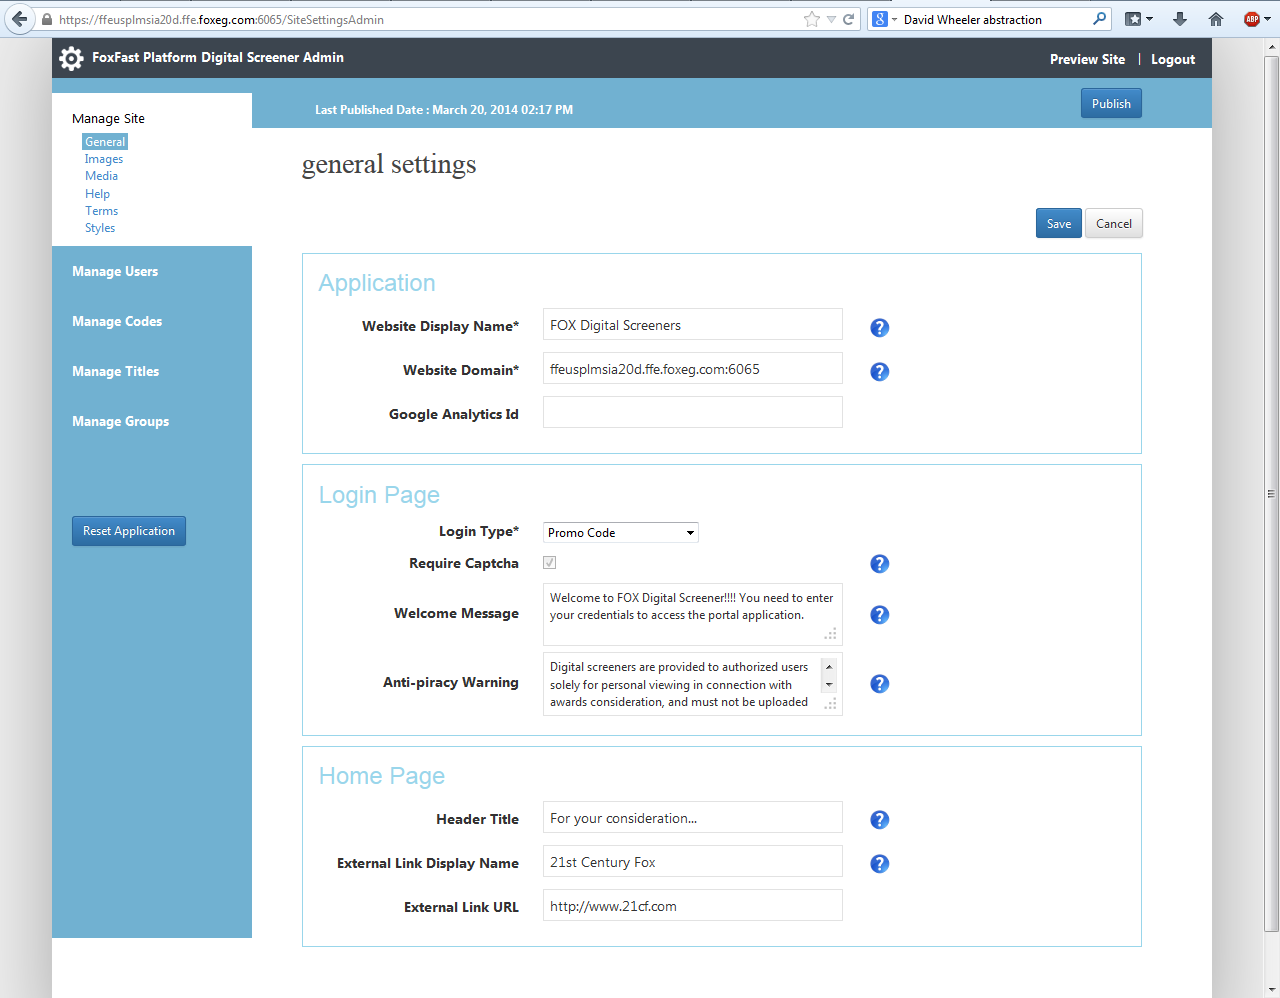 https://ffeusplmsia20d.ffe.foxeg.com:6065/SiteSettingsAdmin
8
David Wheeler abstraction
ABP
FoxFast Platform Digital Screener Admin
Preview Site | Logout
Last Published Date : March 20, 2014 02:17 PM
Publish
Manage Site
General
Images
Media
Help
Terms
Styles
Manage Users
Manage Codes
Manage Titles
Manage Groups
Reset Application
general settings
Save
Cancel
Application
Website Display Name*
FOX Digital Screeners
?
Website Domain*
ffeusplmsia20d.ffe.foxeg.com:6065
?
Google Analytics Id
Login Page
Login Type*
Promo Code
Require Captcha
?
Welcome Message
Welcome to FOX Digital Screener!!!! You need to enter
your credentials to access the portal application.
?
Anti-piracy Warning
Digital screeners are provided to authorized users
solely for personal viewing in connection with
awards consideration, and must not be uploaded
?
Home Page
Header Title
For your consideration...
?
External Link Display Name
21st Century Fox
?
External Link URL
http://www.21cf.com